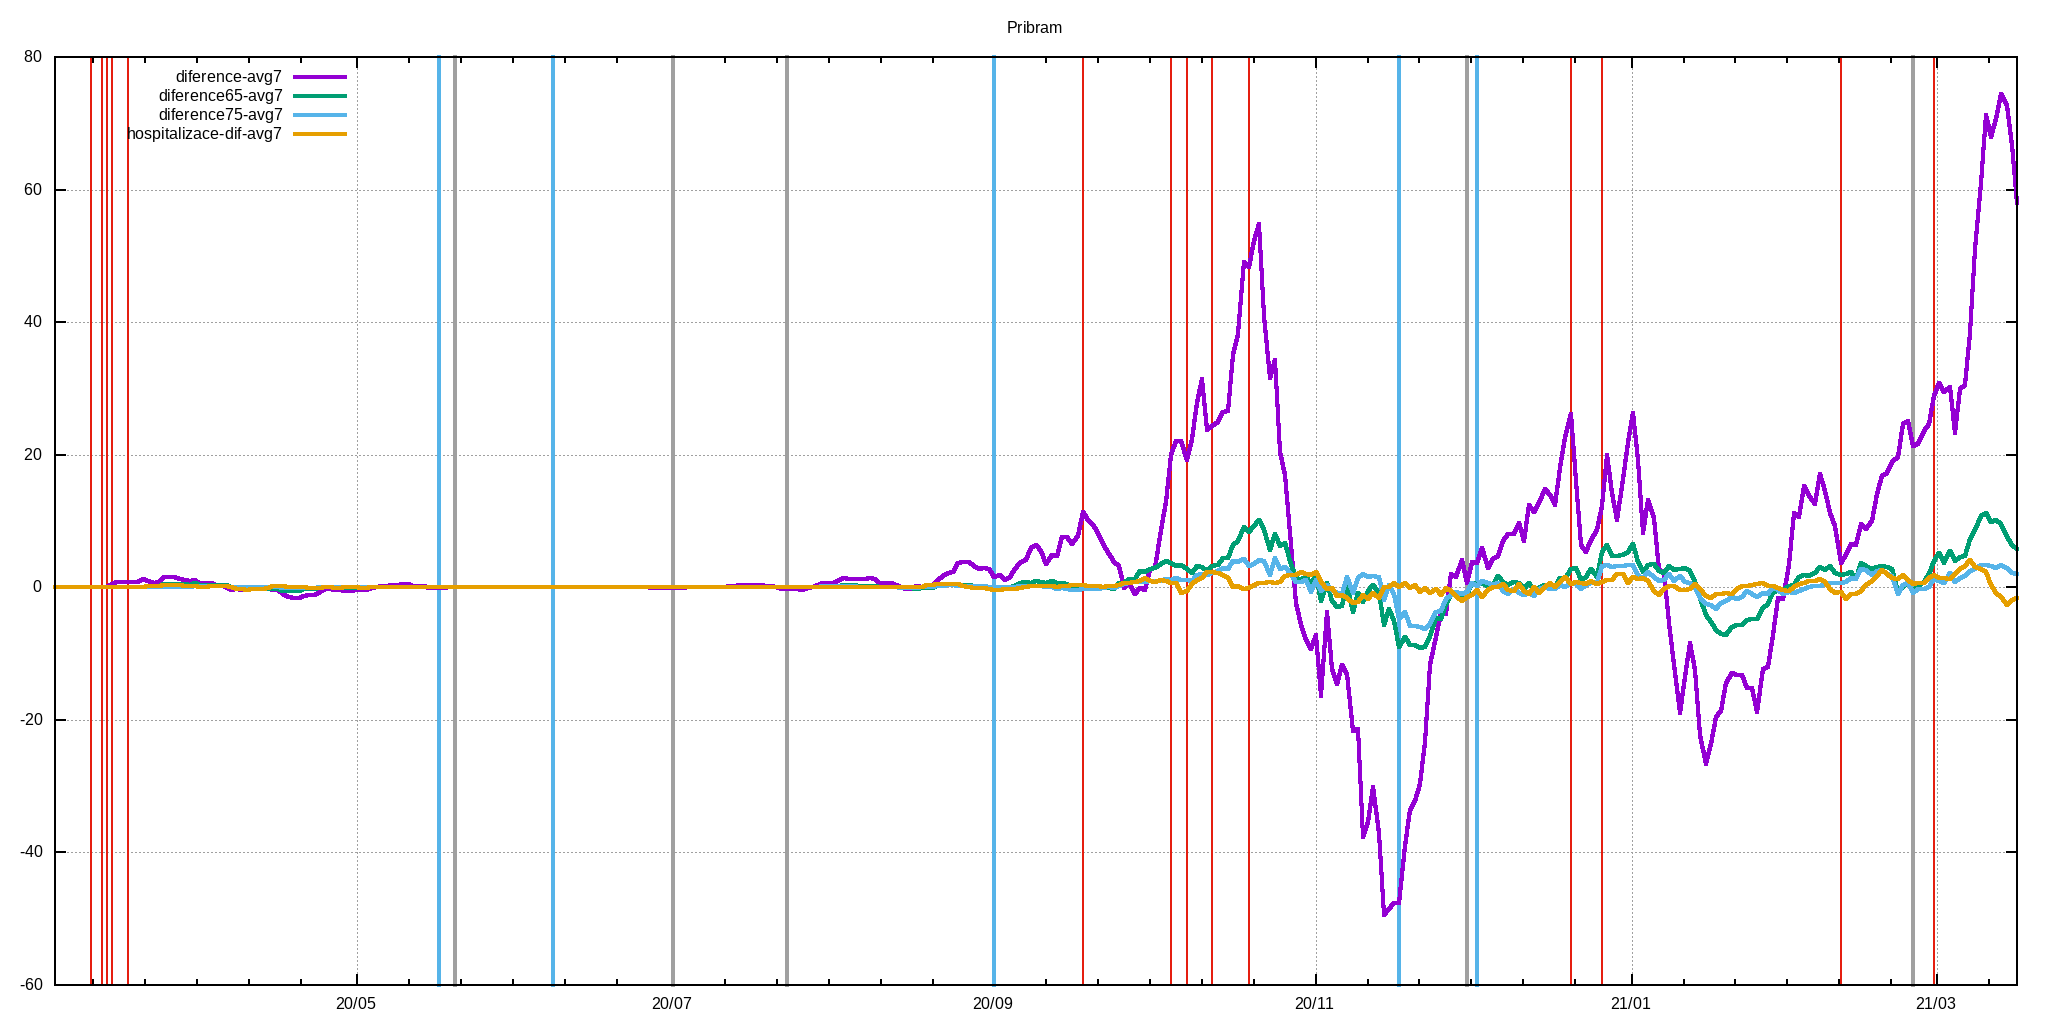 Pribram
80
diference-avg7
diference65-avg7
diference75-avg7
hospitalizace-dif-avg7
60
40
20
0
-20
-40
-60
20/05 20/07 20/09 20/11 21/01 21/03